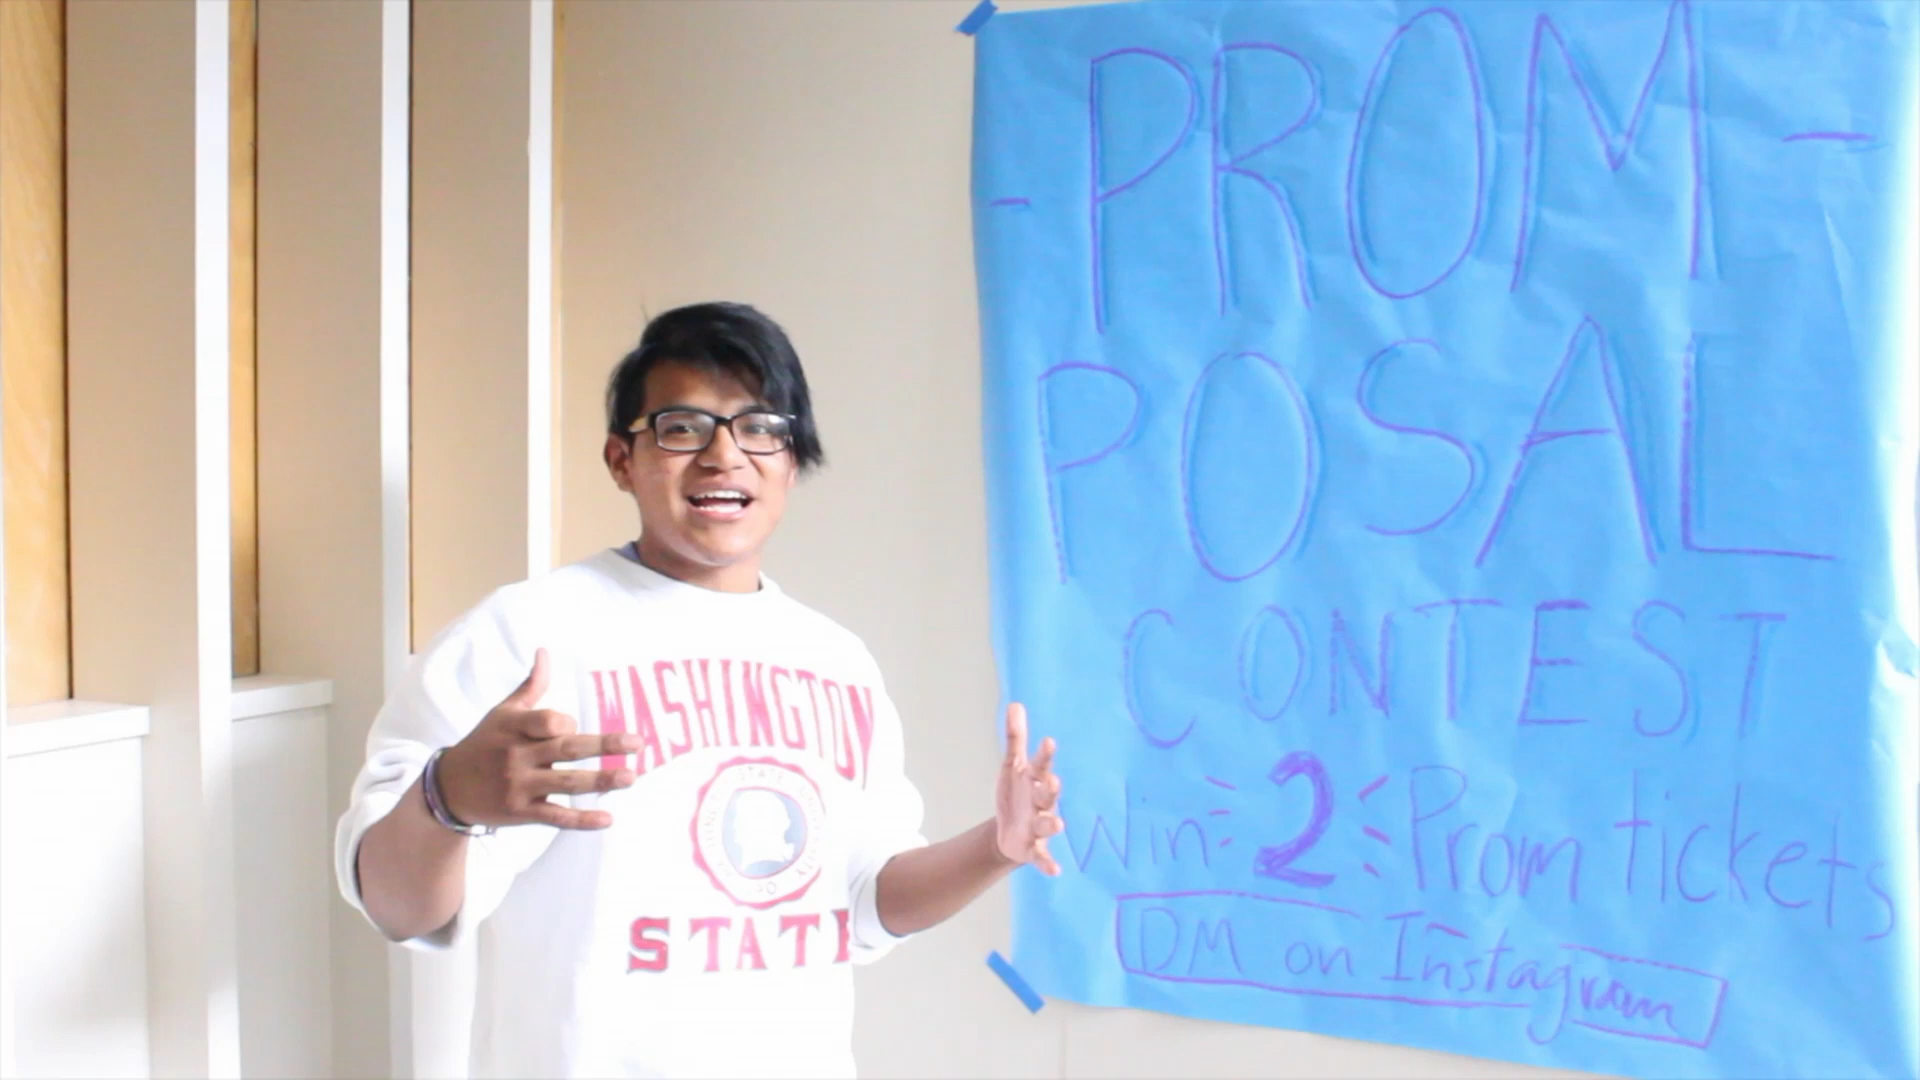 - PROM -
POSAL
CONTEST
Win 2 Prom tickets
DM on Instagram
WASHINGTON
STATE